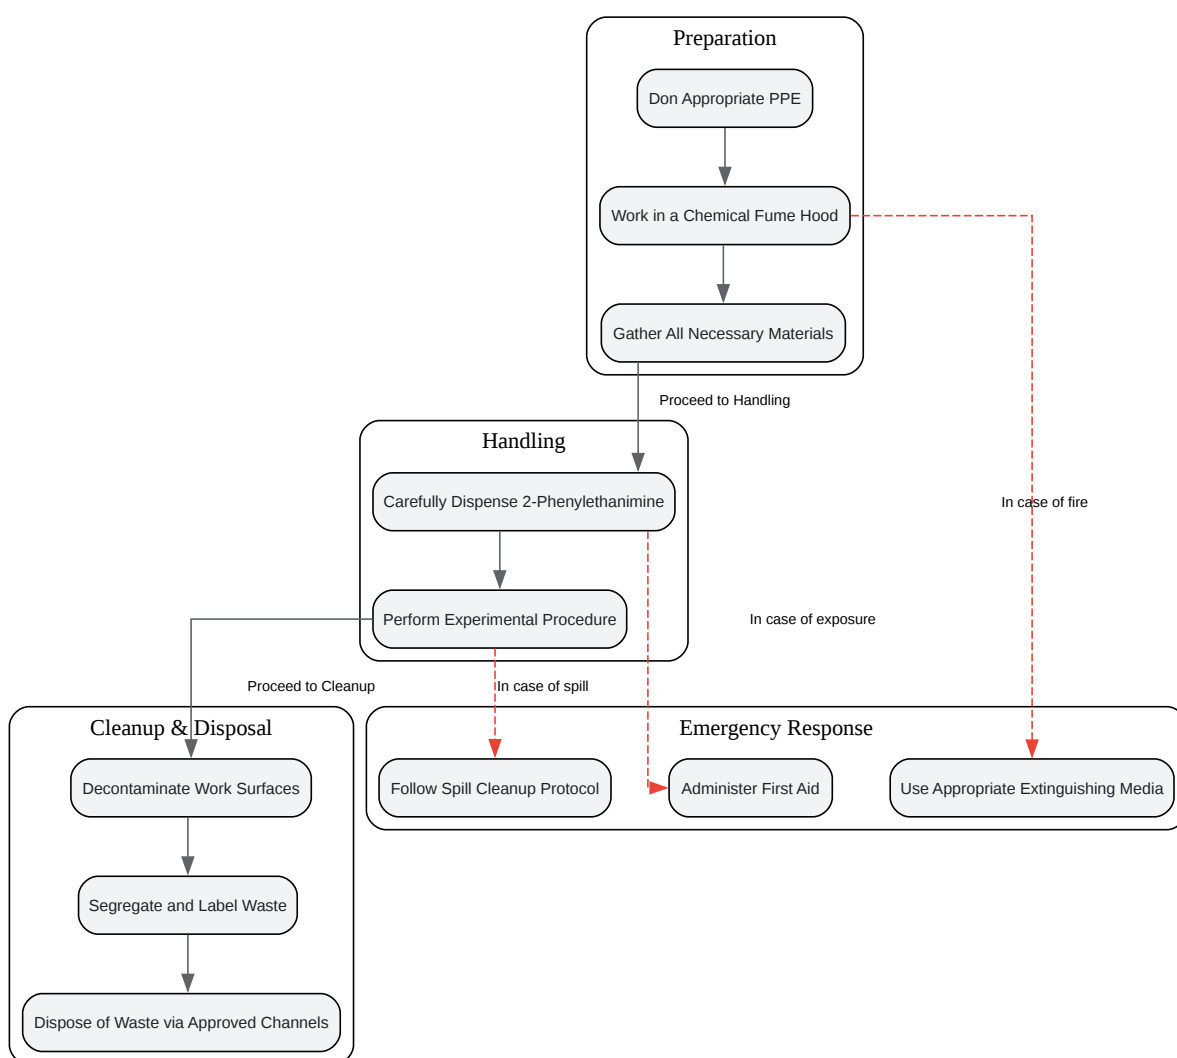 Preparation
Don Appropriate PPE
Work in a Chemical Fume Hood
Gather All Necessary Materials
Proceed to Handling
Handling
Carefully Dispense 2-Phenylethanimine
In case of fire
Perform Experimental Procedure
In case of exposure
Proceed to Cleanup
In case of spill
Cleanup & Disposal
Emergency Response
Decontaminate Work Surfaces
Follow Spill Cleanup Protocol
Administer First Aid
Use Appropriate Extinguishing Media
Segregate and Label Waste
Dispose of Waste via Approved Channels